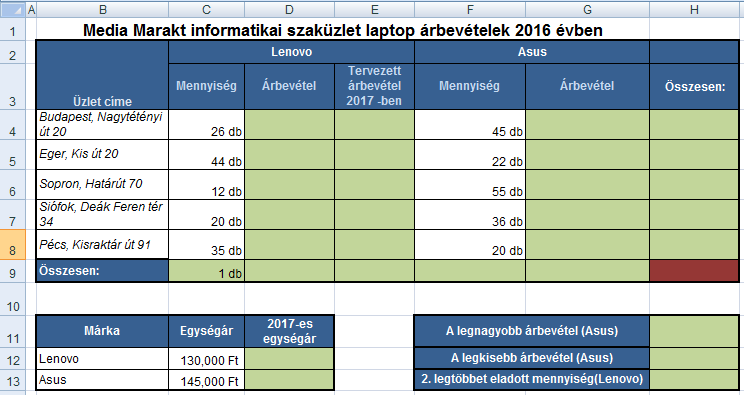 A B C D E F G H
1 Media Marakt informatikai szaküzlet laptop árbevételek 2016 évben
2 Lenovo Asus
3 Üzlet címe Mennyiség Árbevétel Tervezett árbevétel 2017 -ben Mennyiség Árbevétel Összesen:
4 Budapest, Nagytétényi út 20 26 db 45 db
5 Eger, Kis út 20 44 db 22 db
6 Sopron, Határút 70 12 db 55 db
7 Siófok, Deák Feren tér 34 20 db 36 db
8 Pécs, Kisraktár út 91 35 db 20 db
9 Összesen: 1 db
10
11 Márka Egységár 2017-es egységár A legnagyobb árbevétel (Asus)
12 Lenovo 130,000 Ft A legkisebb árbevétel (Asus)
13 Asus 145,000 Ft 2. legtöbbet eladott mennyiség(Lenovo)